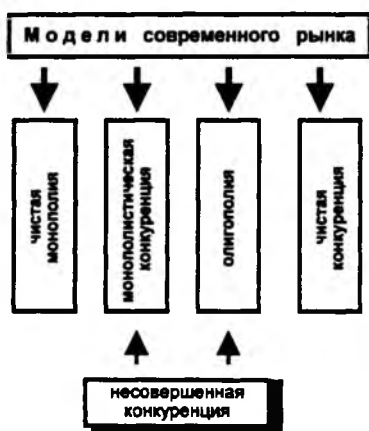 Модели современного рынка
чистая
монополия
монополистическая
конкуренция
олигополия
чистая
конкуренция
несовершенная
конкуренция